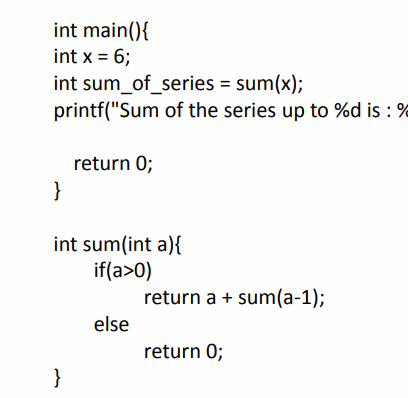 int main(){
int x = 6;
int sum_of_series = sum(x);
printf("Sum of the series up to %d is : %
return 0;
}
int sum(int a){
if(a>0)
return a + sum(a-1);
else
return 0;
}